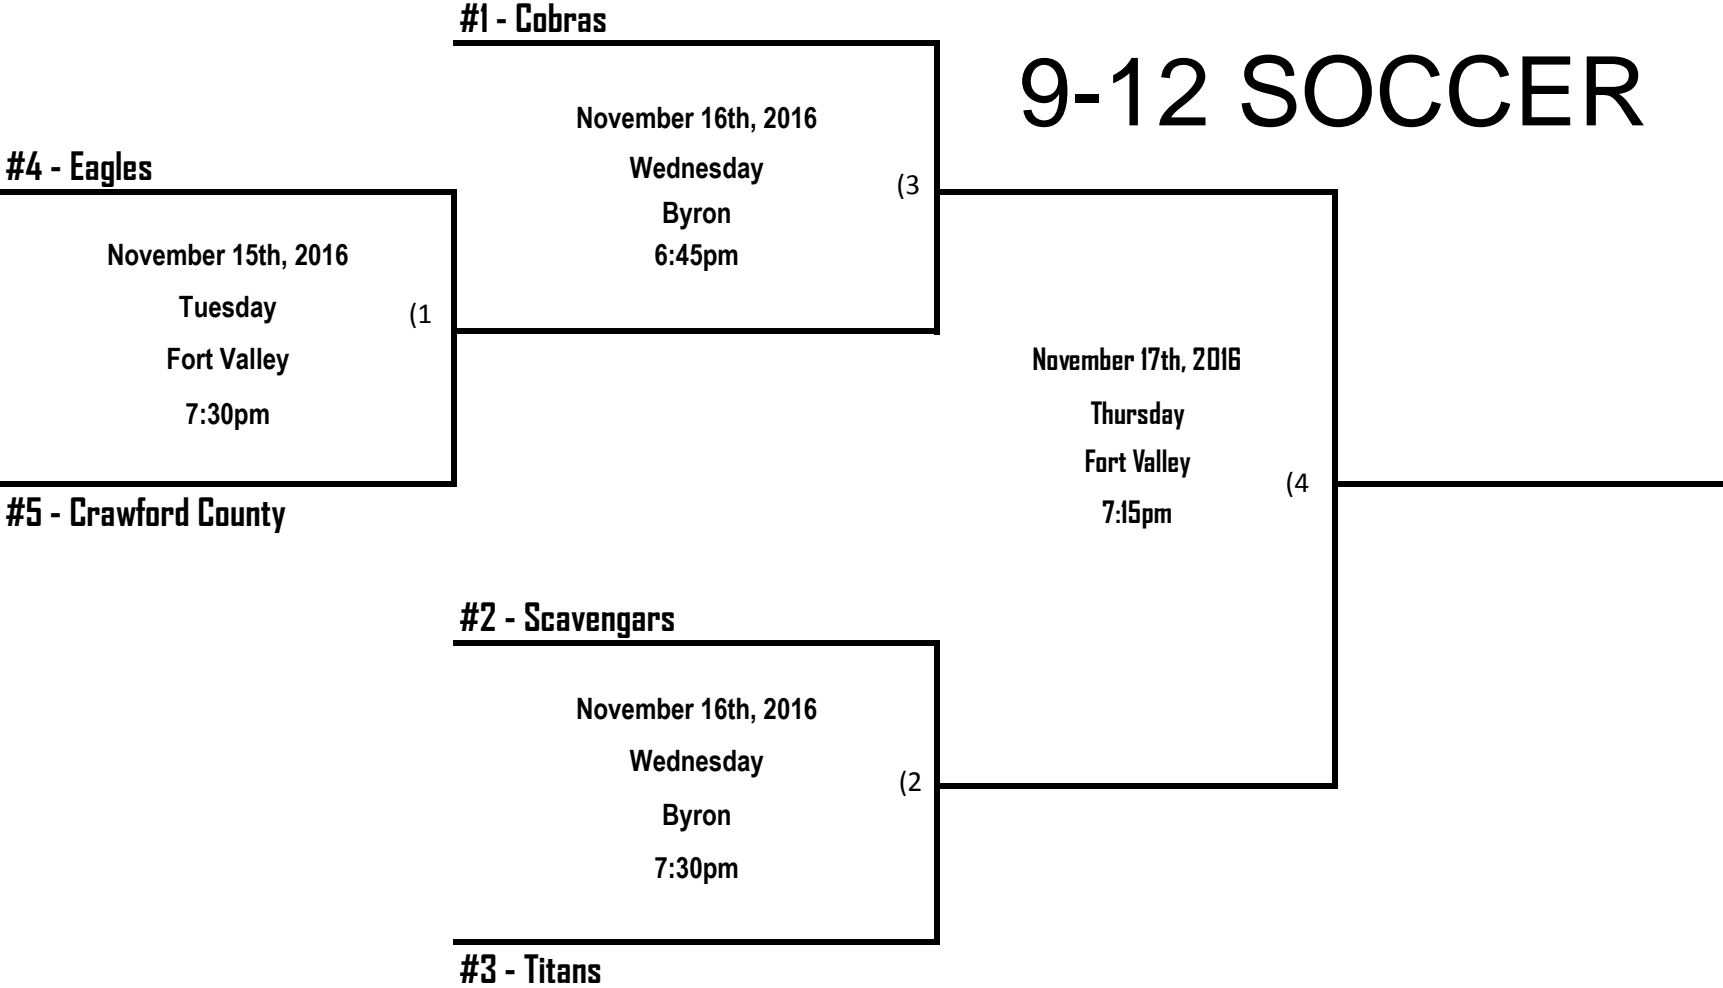 #1 - Cobras
9-12 SOCCER
November 16th, 2016
Wednesday
Byron
6:45pm
(3
#4 - Eagles
November 15th, 2016
Tuesday
Fort Valley
7:30pm
(1
#5 - Crawford County
November 17th, 2016
Thursday
Fort Valley
7:15pm
(4
#2 - Scavengars
November 16th, 2016
Wednesday
Byron
7:30pm
(2
#3 - Titans